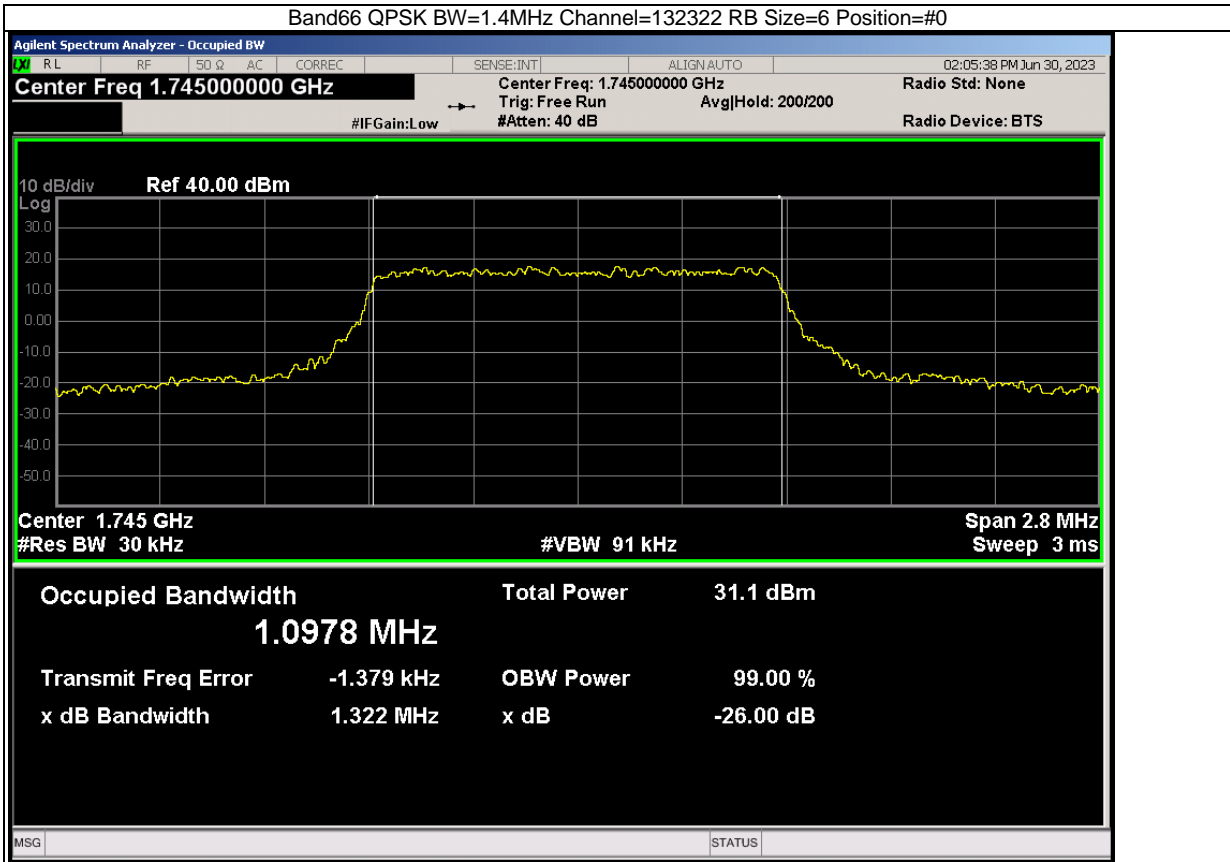 Band66 QPSK BW=1.4MHz Channel=132322 RB Size=6 Position=#0
Agilent Spectrum Analyzer - Occupied BW
LXI RL RF 50 Ω AC CORREC SENSE:INT ALIGN AUTO 02:05:38 PM Jun 30, 2023
Center Freq 1.745000000 GHz
Center Freq: 1.745000000 GHz Radio Std: None
Trig: Free Run Avg|Hold: 200/200
#IFGain:Low #Atten: 40 dB Radio Device: BTS
10 dB/div Ref 40.00 dBm
Log
30.0
20.0
10.0
0.00
-10.0
-20.0
-30.0
-40.0
-50.0
Center 1.745 GHz Span 2.8 MHz
#Res BW 30 kHz #VBW 91 kHz Sweep 3 ms
Occupied Bandwidth Total Power 31.1 dBm
1.0978 MHz
Transmit Freq Error -1.379 kHz OBW Power 99.00 %
x dB Bandwidth 1.322 MHz x dB -26.00 dB
MSG STATUS